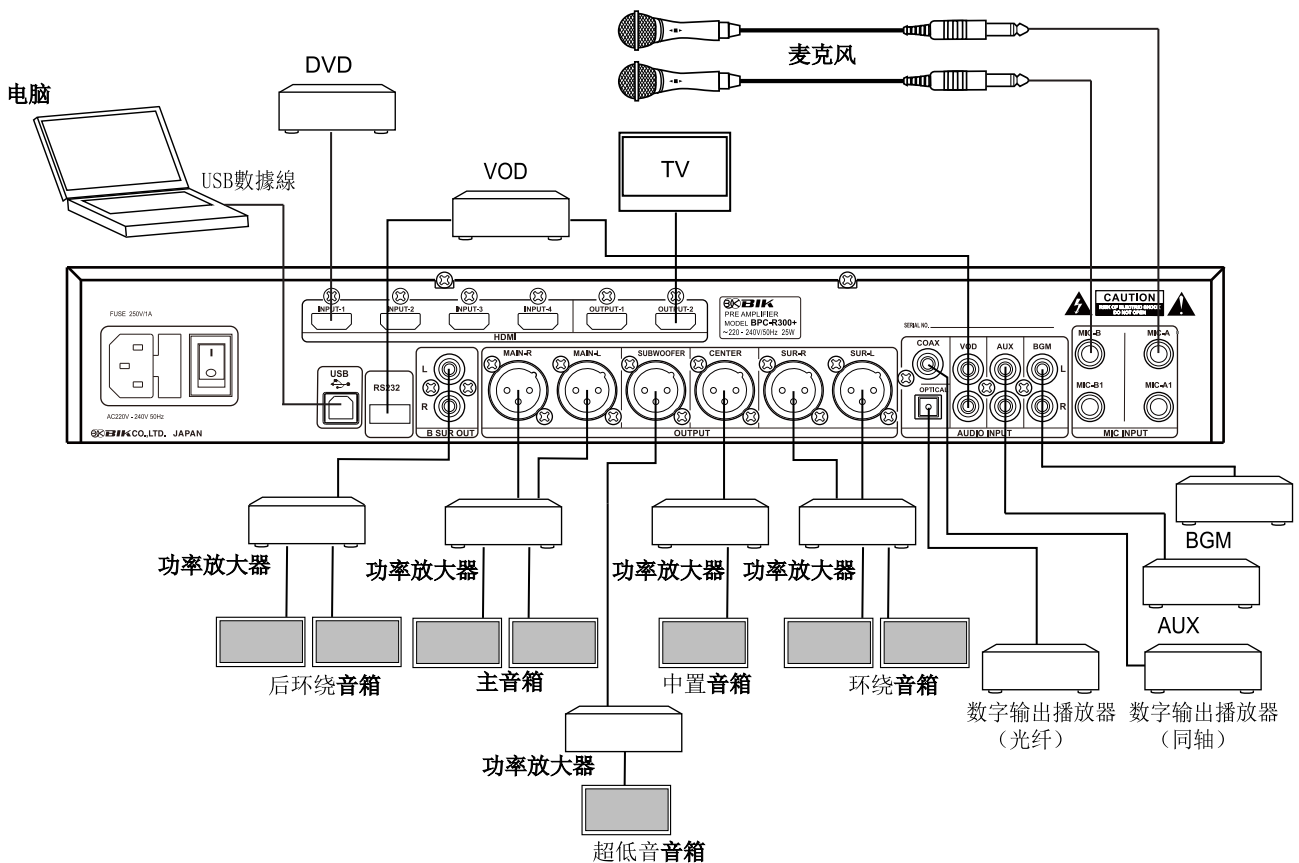 麦克风
DVD
电脑
USB數據線
VOD
TV
FUSE 250V/1A
INPUT-1
INPUT-2
INPUT-3
INPUT-4
OUTPUT-1
OUTPUT-2
HDMI
BIK
PRE AMPLIFIER
MODEL BPC-R300+
~220 - 240V/50Hz 25W
CAUTION
DO NOT OPEN
SERIAL NO.
AC220V - 240V 50Hz
BIK CO.,LTD. JAPAN
USB
RS232
L
R
B SUR OUT
MAIN-R
MAIN-L
SUBWOOFER
CENTER
SUR-R
SUR-L
OUTPUT
COAX
OPTICAL
VOD
AUX
BGM
L
R
AUDIO INPUT
MIC-B
MIC-A
MIC-B1
MIC-A1
MIC INPUT
功率放大器
功率放大器
功率放大器
功率放大器
BGM
AUX
后环绕音箱
主音箱
中置音箱
环绕音箱
数字输出播放器
（光纤）
数字输出播放器
（同轴）
功率放大器
超低音音箱